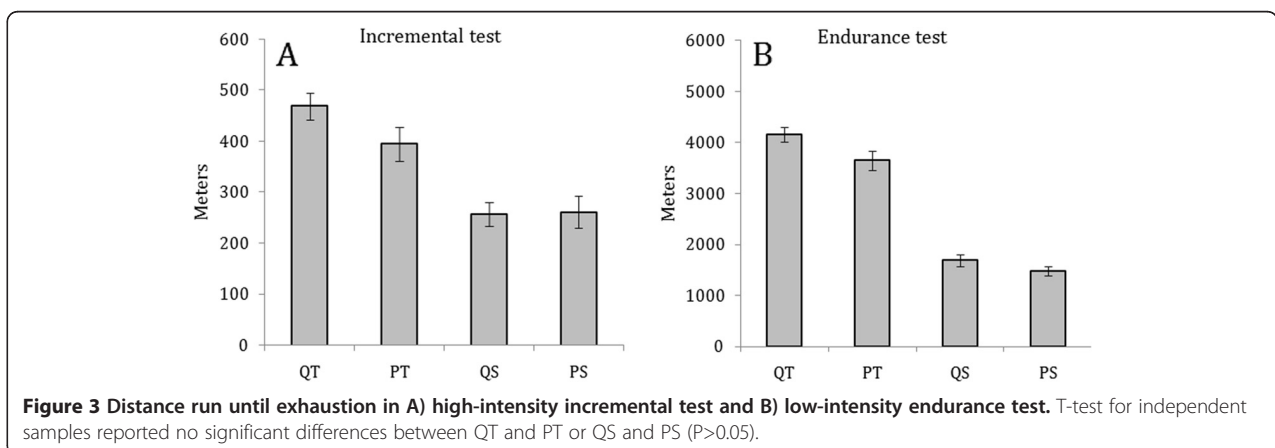 Incremental test
A
Meters
600
500
400
300
200
100
0
QT PT QS PS
Endurance test
B
Meters
6000
5000
4000
3000
2000
1000
0
QT PT QS PS
Figure 3 Distance run until exhaustion in A) high-intensity incremental test and B) low-intensity endurance test. T-test for independent
samples reported no significant differences between QT and PT or QS and PS (P>0.05).